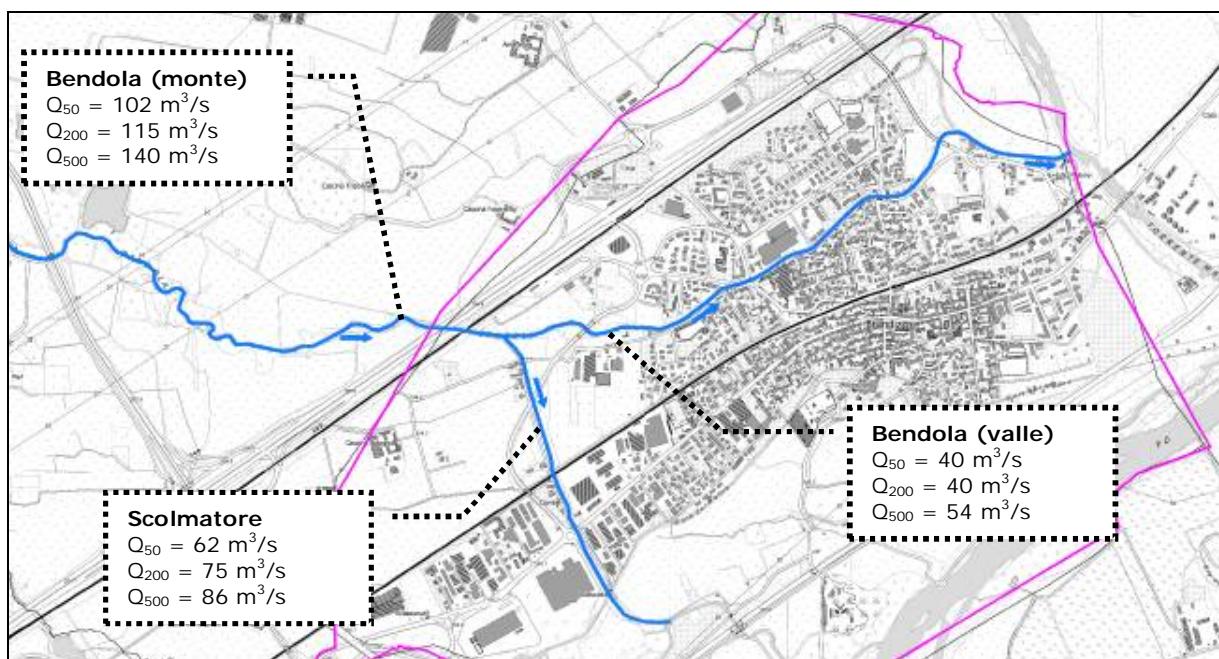 Bendola (monte)
Q50 = 102 m³/s
Q200 = 115 m³/s
Q500 = 140 m³/s
Bendola (valle)
Q50 = 40 m³/s
Q200 = 40 m³/s
Q500 = 54 m³/s
Scolmatore
Q50 = 62 m³/s
Q200 = 75 m³/s
Q500 = 86 m³/s